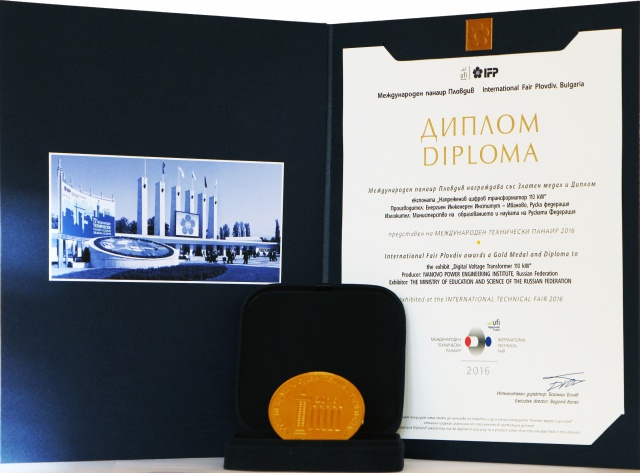 ufi
IFP
Международен панаир Пловдив International Fair Plovdiv, Bulgaria
ДИПЛОМ
DIPLOMA
Международен панаир Пловдив награждава със Златен медал и Диплом
експоната „Напреженов цифров трансформатор 110 kW"
Производител: Енергиен Инженерен Институт – Иваново, Руска федерация
Изложител: Министерство на образованието и науката на Руската Федерация
представен на МЕЖДУНАРОДЕН ТЕХНИЧЕСКИ ПАНАИР 2016
International Fair Plovdiv awards a Gold Medal and Diploma to
the exhibit „Digital Voltage Transformer 110 kW"
Producer: IVANOVO POWER ENGINEERING INSTITUTE, Russian Federation
Exhibitor: THE MINISTRY OF EDUCATION AND SCIENCE OF THE RUSSIAN FEDERATION
exhibited at the INTERNATIONAL TECHNICAL FAIR 2016
ufi
МЕЖДУНАРОДЕН
ТЕХНИЧЕСКИ
ПАНАИР
INTERNATIONAL
TECHNICAL
FAIR
2016
Изпълнителен директор:
Executive director: